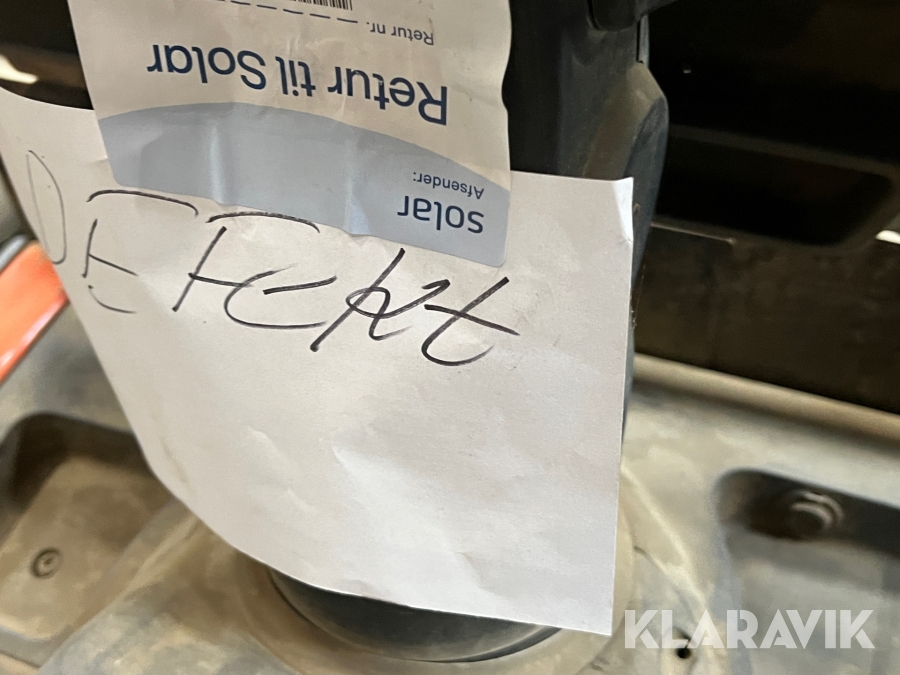 solar
Afsender:
Retur til Solar
Retur nr.
DEFEkt
KLARAVIK